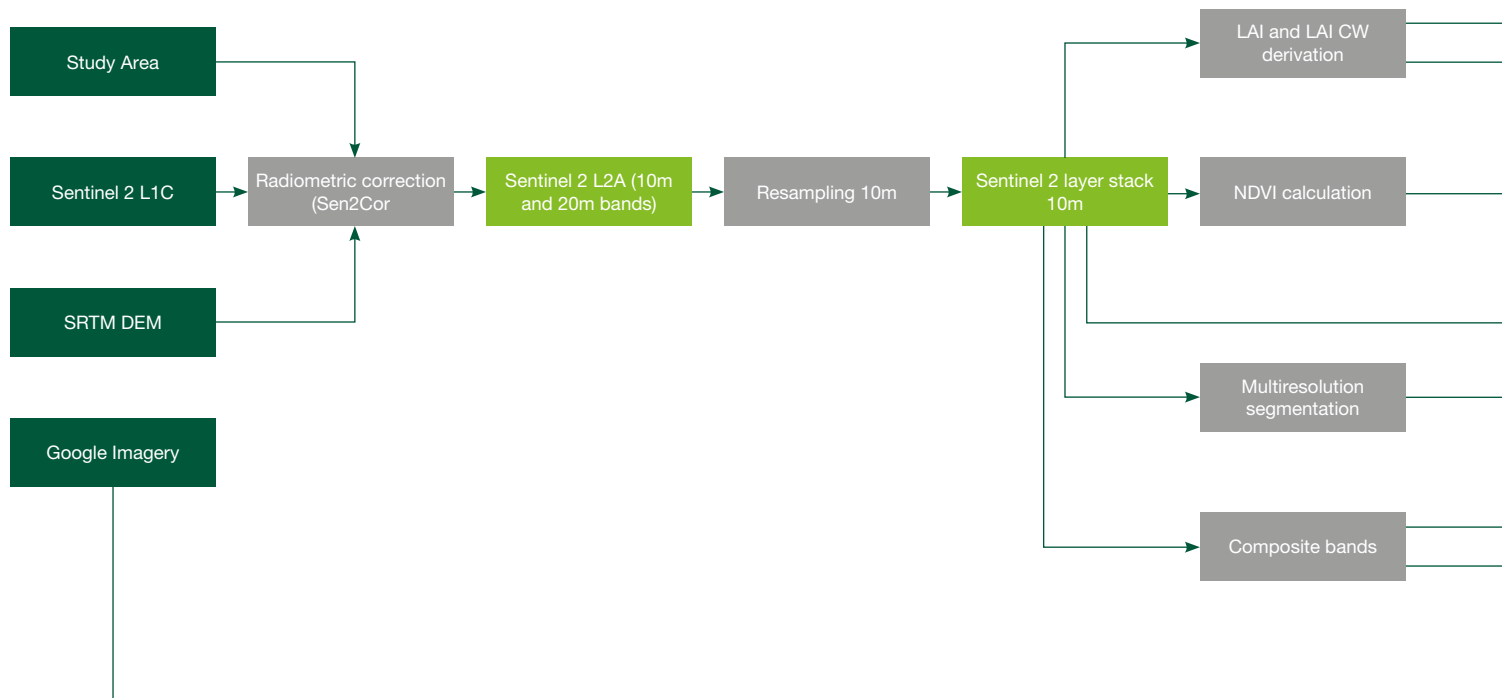 Study Area
Sentinel 2 L1C
SRTM DEM
Google Imagery
Radiometric correction
(Sen2Cor
Sentinel 2 L2A (10m
and 20m bands)
Resampling 10m
Sentinel 2 layer stack
10m
LAI and LAI CW
derivation
NDVI calculation
Multiresolution
segmentation
Composite bands